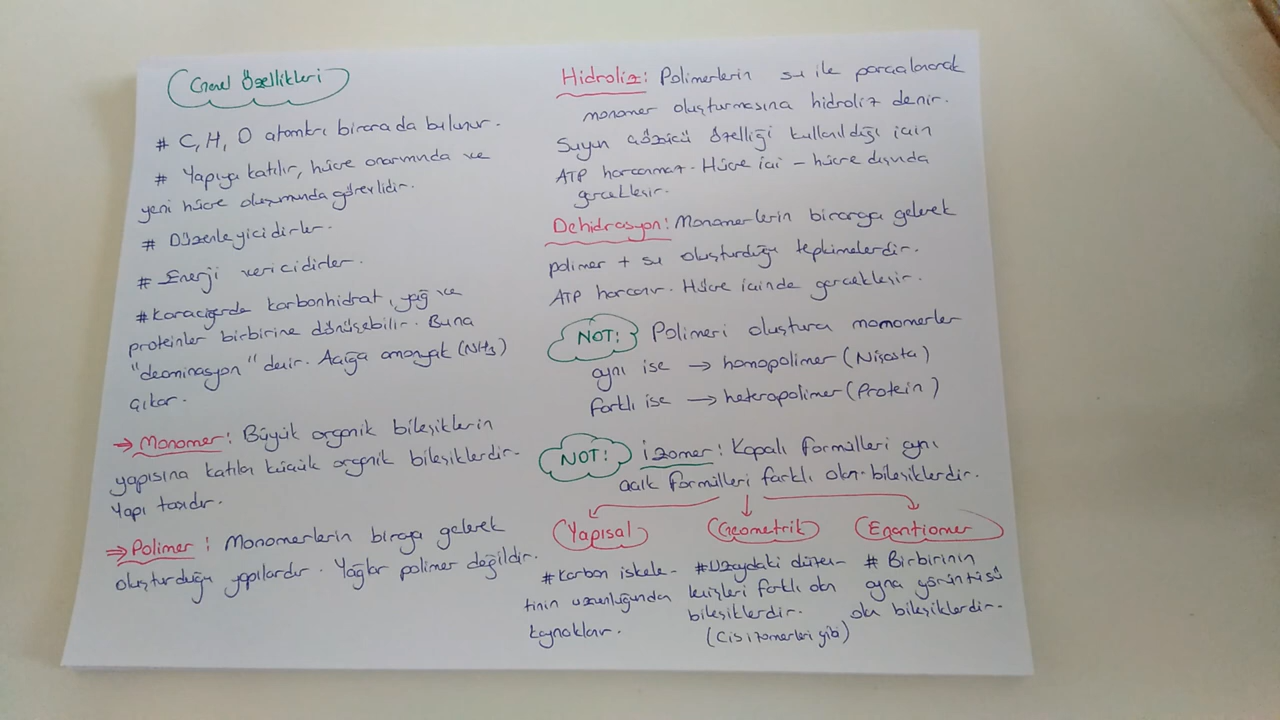 Genel Özellikleri
# C, H, O atomları birarada bulunur.
# Yapıya katılır, hücre onarımında ve
yeni hücre oluşumunda görevlidir.
# Düzenleyicidirler.
# Enerji vericidirler.
# Karaciğerde karbonhidrat, yağ ve
proteinler birbirine dönüşebilir. Buna
"deaminasyon" denir. Açığa amonyak (NH3)
çıkar.
→ Monomer: Büyük organik bileşiklerin
yapısına katılan küçük organik bileşiklerdir.
Yapı taşıdır.
⇒ Polimer: Monomerlerin biraya gelerek
oluşturduğu yapılardır. Yağlar polimer değildir.
Hidroliz: Polimerlerin su ile parçalanarak
monomer oluşturmasına hidroliz denir.
Suyun çözücü özelliği kullanıldığı için
ATP harcanmaz. Hücre içi - hücre dışında
gerçekleşir.
Dehidrasyon: Monomerlerin biraraya gelerek
polimer + su oluşturduğu tepkimelerdir.
ATP harcanır. Hücre içinde gerçekleşir.
NOT: Polimeri oluşturan momomerler
aynı ise → homopolimer (Nişasta)
farklı ise → heteropolimer (Protein)
NOT: İzomer: Kapalı formülleri aynı
açık formülleri farklı olan bileşiklerdir.
Yapısal Geometrik Enantiomer
# Karbon iskele-
tinin uzunluğundan
kaynaklanır.
# Uzaydaki düzen-
lenişleri farklı olan
bileşiklerdir.
(Cis izomerleri gibi)
# Birbirinin
ayna görüntüsü
olan bileşiklerdir.